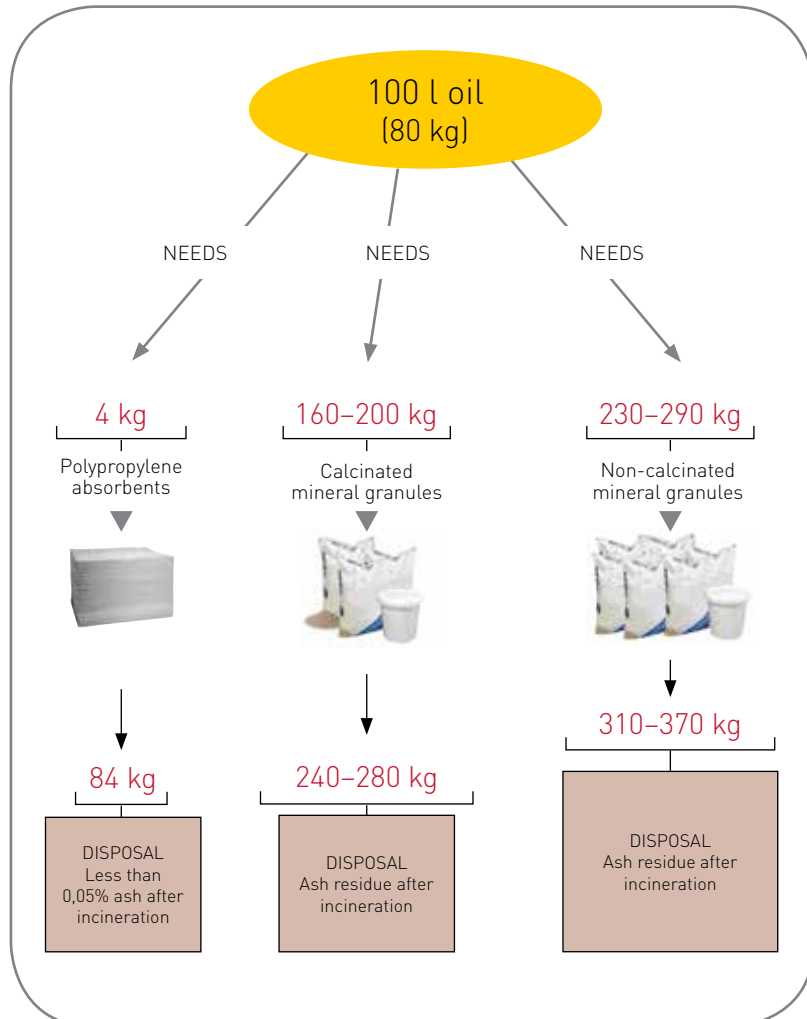 100 l oil
(80 kg)
NEEDS
NEEDS
NEEDS
4 kg
Polypropylene
absorbents
160–200 kg
Calcinated
mineral granules
230–290 kg
Non-calcinated
mineral granules
84 kg
DISPOSAL
Less than
0,05% ash after
incineration
240–280 kg
DISPOSAL
Ash residue after
incineration
310–370 kg
DISPOSAL
Ash residue after
incineration